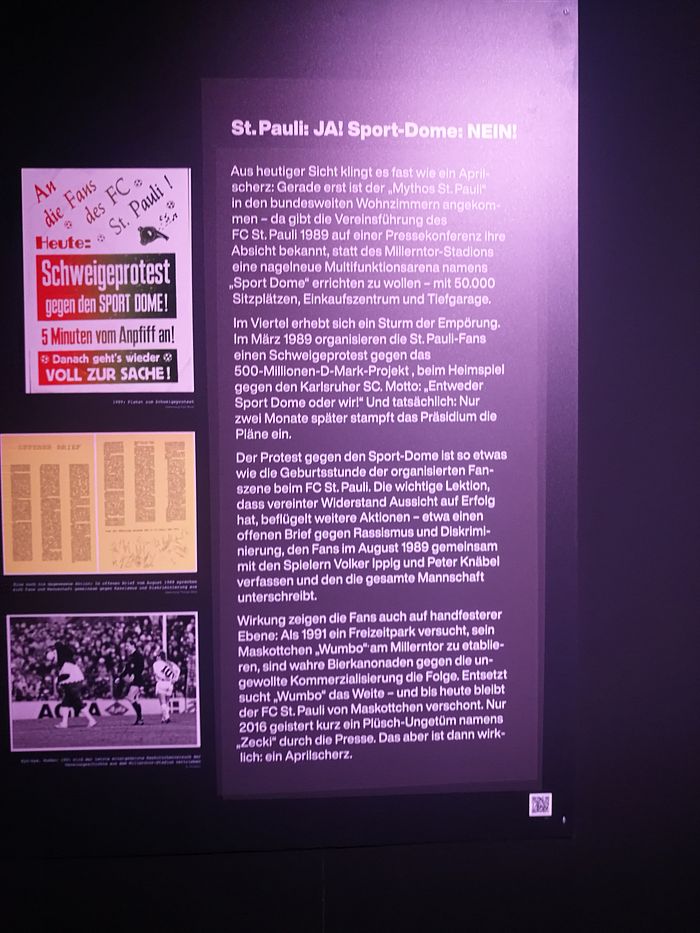 St. Pauli: JA! Sport-Dome: NEIN!
Aus heutiger Sicht klingt es fast wie ein April-
scherz: Gerade erst ist der „Mythos St. Pauli“
in den bundesweiten Wohnzimmern angekom-
men – da gibt die Vereinsführung des
FC St. Pauli 1989 auf einer Pressekonferenz ihre
Absicht bekannt, statt des Millerntor-Stadions
eine nagelneue Multifunktionsarena namens
„Sport Dome“ errichten zu wollen – mit 50.000
Sitzplätzen, Einkaufszentrum und Tiefgarage.
Im Viertel erhebt sich ein Sturm der Empörung.
Im März 1989 organisieren die St. Pauli-Fans
einen Schweigeprotest gegen das
500-Millionen-D-Mark-Projekt , beim Heimspiel
gegen den Karlsruher SC. Motto: „Entweder
Sport Dome oder wir!“ Und tatsächlich: Nur
zwei Monate später stampft das Präsidium die
Pläne ein.
Der Protest gegen den Sport-Dome ist so etwas
wie die Geburtsstunde der organisierten Fan-
szene beim FC St. Pauli. Die wichtige Lektion,
dass vereinter Widerstand Aussicht auf Erfolg
hat, beflügelt weitere Aktionen – etwa einen
offenen Brief gegen Rassismus und Diskrimi-
nierung, den Fans im August 1989 gemeinsam
mit den Spielern Volker Ippig und Peter Knäbel
verfassen und den die gesamte Mannschaft
unterschreibt.
Wirkung zeigen die Fans auch auf handfesterer
Ebene: Als 1991 ein Freizeitpark versucht, sein
Maskottchen „Wumbo“ am Millerntor zu etablie-
ren, sind wahre Bierkanonaden gegen die un-
gewollte Kommerzialisierung die Folge. Entsetzt
sucht „Wumbo“ das Weite – und bis heute bleibt
der FC St. Pauli von Maskottchen verschont. Nur
2016 geistert kurz ein Plüsch-Ungetüm namens
„Zecki“ durch die Presse. Das aber ist dann wirk-
lich: ein Aprilscherz.
An
die Fans
des FC
St. Pauli !
Heute:
Schweigeprotest
gegen den SPORT DOME!
5 Minuten vom Anpfiff an!
Danach geht's wieder
VOLL ZUR SACHE!
1989: Plakat zum Schweigeprotest
OFFENER BRIEF
10